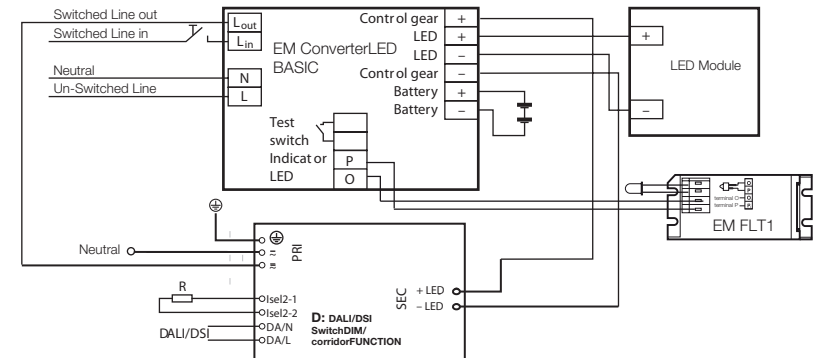 Switched Line out
Switched Line in
Neutral
Un-Switched Line
Lout
Lin
N
L
EM ConverterLED
BASIC
Control gear +
LED +
LED –
Control gear –
Battery +
Battery –
Test
switch
Indicator
LED
P
O
+
LED Module
–
terminal O
terminal P
O
P
O
P
EM FLT1
Neutral
PRI
R
Isel2-1
Isel2-2
DALI/DSI
DA/N
DA/L
D: DALI/DSI
SwitchDIM/
corridorFUNCTION
SEC
+ LED
– LED